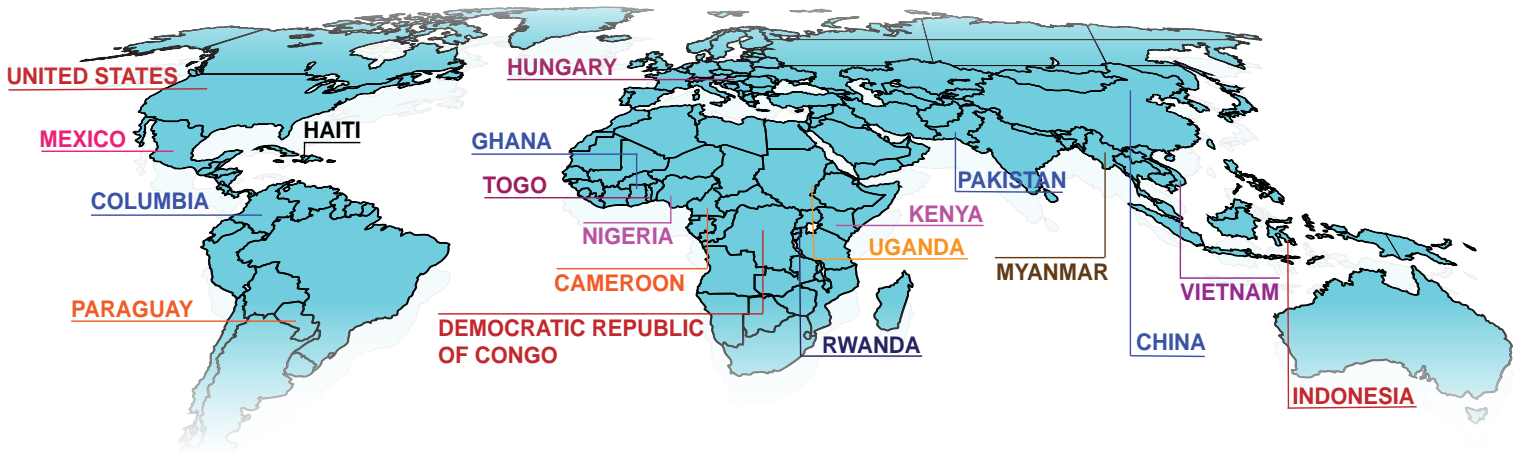 UNITED STATES
HUNGARY
MEXICO
HAITI
GHANA
TOGO
PAKISTAN
COLUMBIA
KENYA
NIGERIA
UGANDA
CAMEROON
MYANMAR
VIETNAM
PARAGUAY
DEMOCRATIC REPUBLIC
OF CONGO
RWANDA
CHINA
INDONESIA